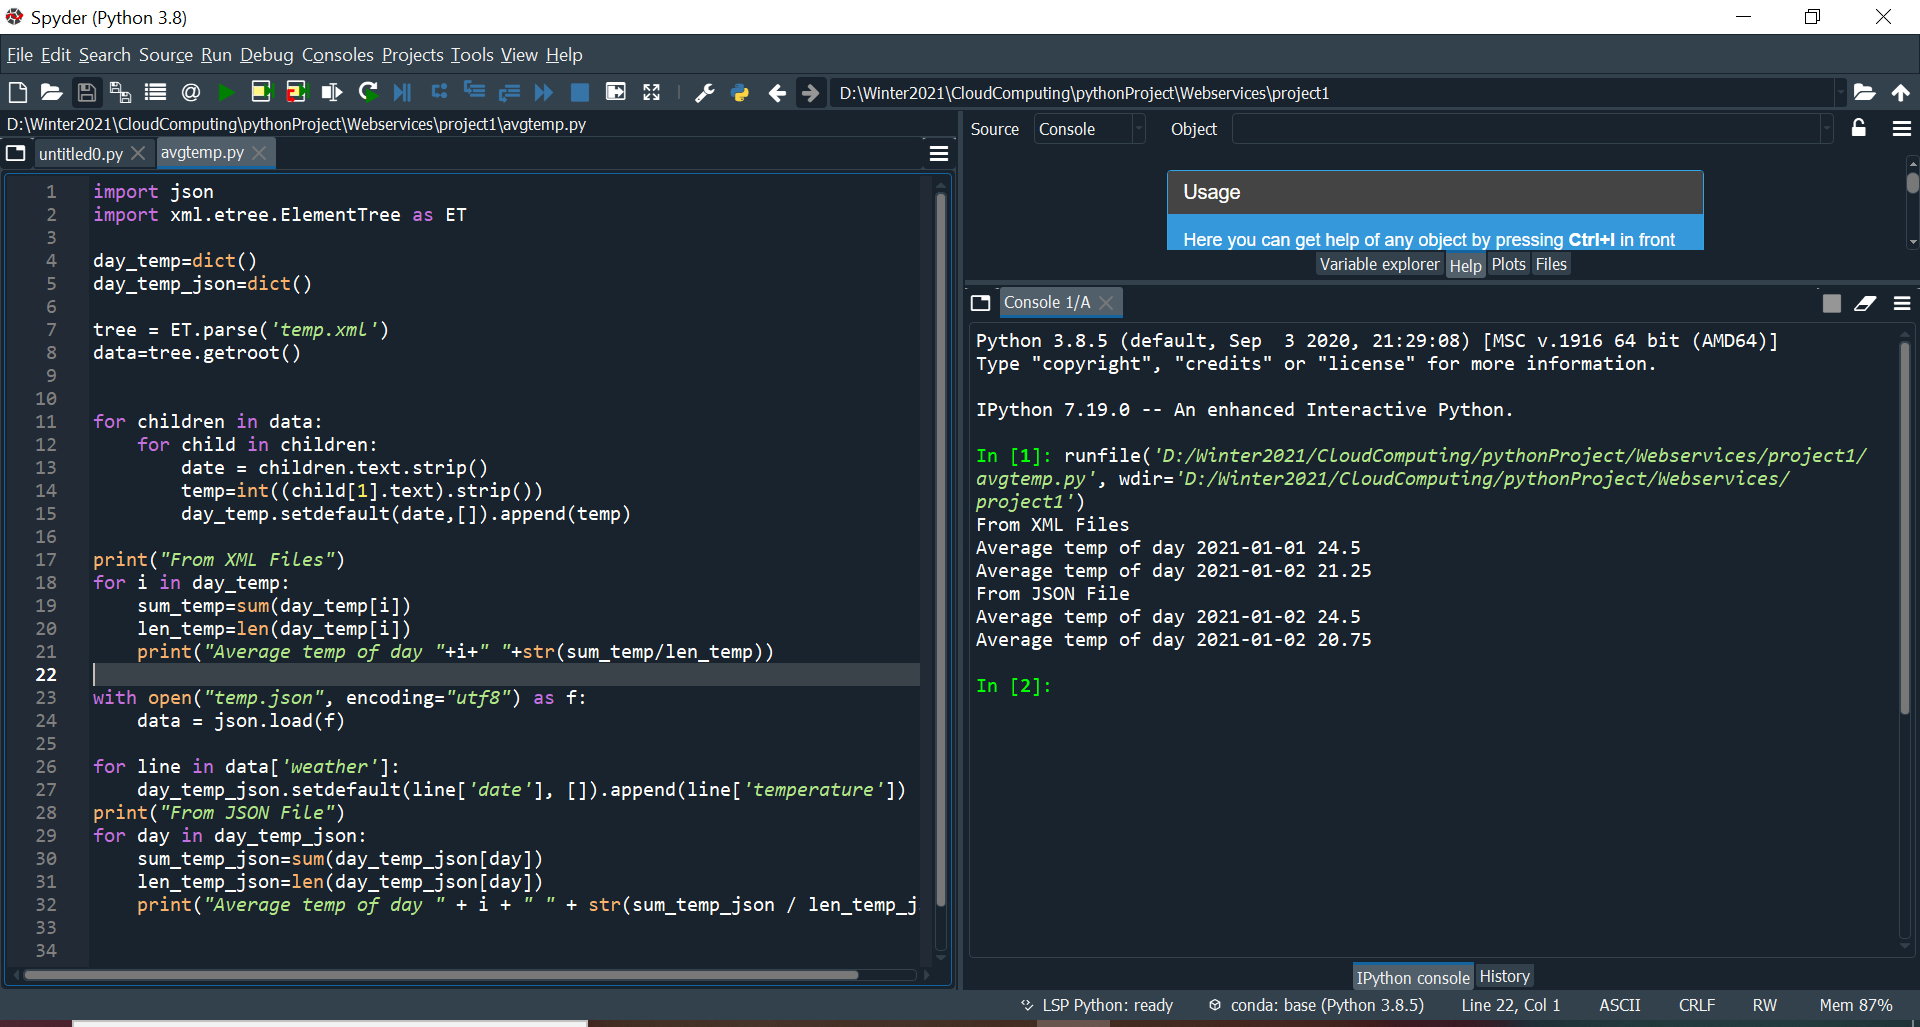 Spyder (Python 3.8)
File Edit Search Source Run Debug Consoles Projects Tools View Help
D:\Winter2021\CloudComputing\pythonProject\Webservices\project1
D:\Winter2021\CloudComputing\pythonProject\Webservices\project1\avgtemp.py
untitled0.py
avgtemp.py
1 import json
2 import xml.etree.ElementTree as ET
3
4 day_temp=dict()
5 day_temp_json=dict()
6
7 tree = ET.parse('temp.xml')
8 data=tree.getroot()
9
10
11 for children in data:
12     for child in children:
13         date = children.text.strip()
14         temp=int((child[1].text).strip())
15         day_temp.setdefault(date,[]).append(temp)
16
17 print("From XML Files")
18 for i in day_temp:
19     sum_temp=sum(day_temp[i])
20     len_temp=len(day_temp[i])
21     print("Average temp of day "+i+" "+str(sum_temp/len_temp))
22
23 with open("temp.json", encoding="utf8") as f:
24     data = json.load(f)
25
26 for line in data['weather']:
27     day_temp_json.setdefault(line['date'], []).append(line['temperature'])
28 print("From JSON File")
29 for day in day_temp_json:
30     sum_temp_json=sum(day_temp_json[day])
31     len_temp_json=len(day_temp_json[day])
32     print("Average temp of day " + i + " " + str(sum_temp_json / len_temp_j
33
34
Source Console Object
Usage
Here you can get help of any object by pressing Ctrl+I in front
Variable explorer Help Plots Files
Console 1/A
Python 3.8.5 (default, Sep  3 2020, 21:29:08) [MSC v.1916 64 bit (AMD64)]
Type "copyright", "credits" or "license" for more information.
IPython 7.19.0 -- An enhanced Interactive Python.
In [1]: runfile('D:/Winter2021/CloudComputing/pythonProject/Webservices/project1/
avgtemp.py', wdir='D:/Winter2021/CloudComputing/pythonProject/Webservices/
project1')
From XML Files
Average temp of day 2021-01-01 24.5
Average temp of day 2021-01-02 21.25
From JSON File
Average temp of day 2021-01-02 24.5
Average temp of day 2021-01-02 20.75
In [2]:
IPython console History
LSP Python: ready conda: base (Python 3.8.5) Line 22, Col 1 ASCII CRLF RW Mem 87%